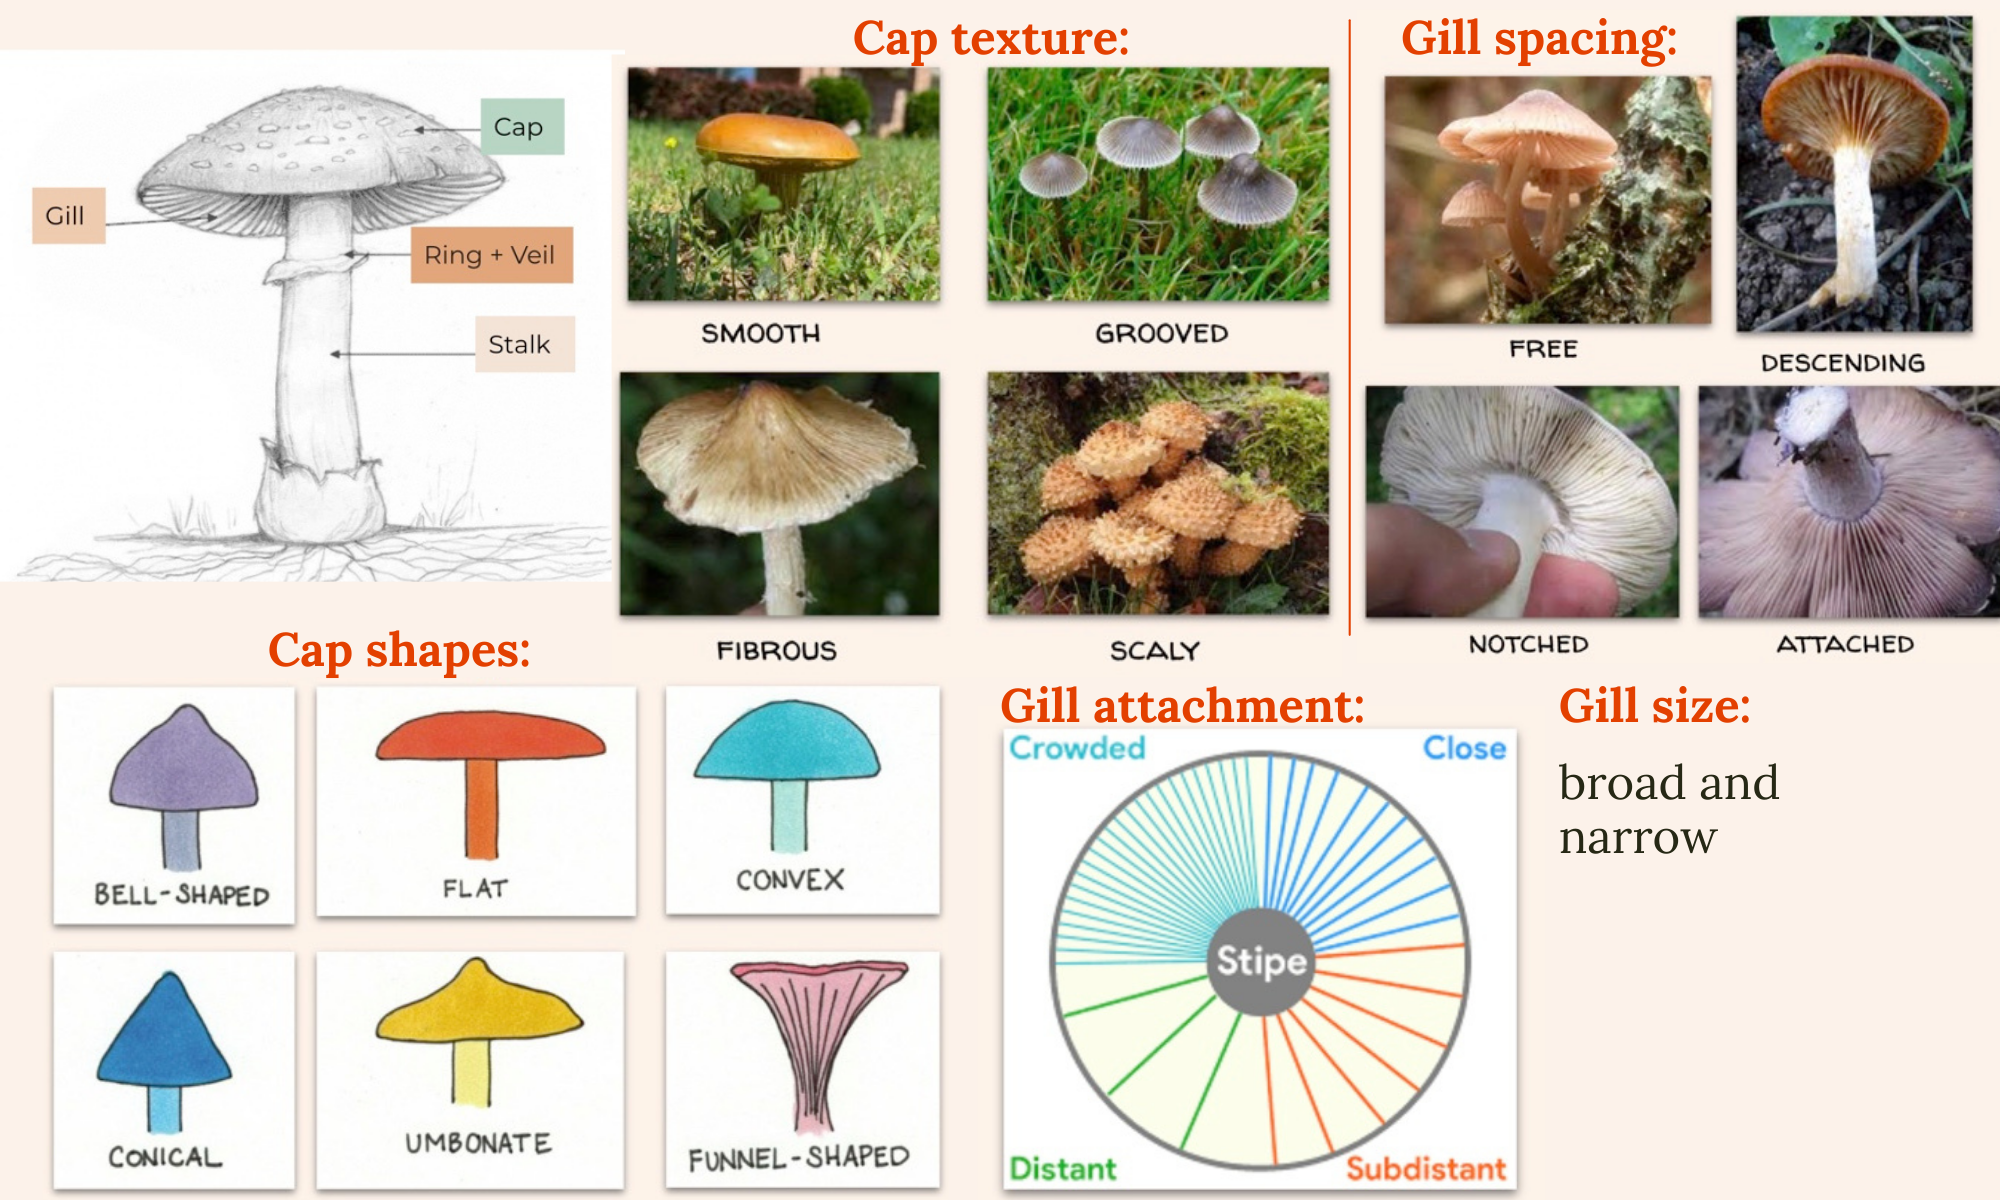 Cap
Gill
Ring + Veil
Stalk
Cap texture:
SMOOTH
GROOVED
FIBROUS
SCALY
Gill spacing:
FREE
DESCENDING
NOTCHED
ATTACHED
Cap shapes:
BELL-SHAPED
FLAT
CONVEX
CONICAL
UMBONATE
FUNNEL-SHAPED
Gill attachment:
Crowded
Close
Stipe
Distant
Subdistant
Gill size:
broad and
narrow